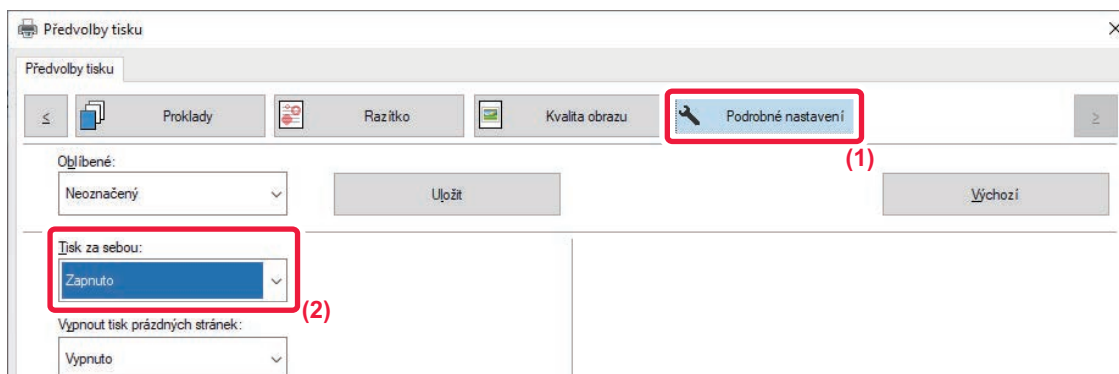 Předvolby tisku
Předvolby tisku
< Proklady Razítko Kvalita obrazu Podrobné nastavení >
(1)
Oblíbené:
Neoznačený Uložit Výchozí
Tisk za sebou:
Zapnuto
(2)
Vypnout tisk prázdných stránek:
Vypnuto